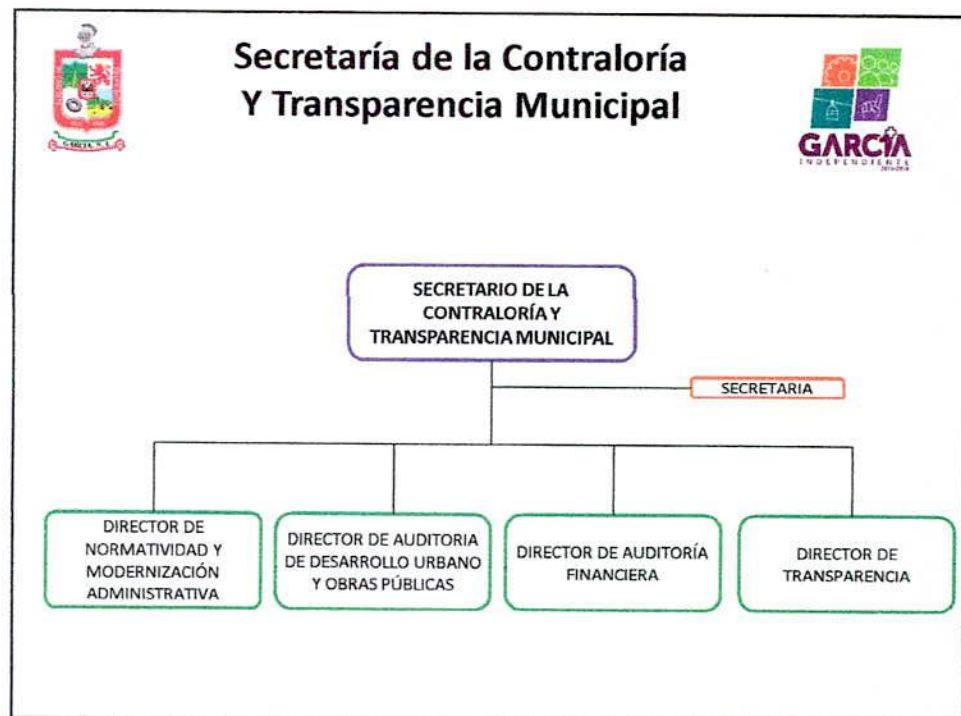 Secretaría de la Contraloría
Y Transparencia Municipal
GARCIA, N. L.
GARCIA
INDEPENDIENTE
SECRETARIO DE LA
CONTRALORÍA Y
TRANSPARENCIA MUNICIPAL
SECRETARIA
DIRECTOR DE
NORMATIVIDAD Y
MODERNIZACIÓN
ADMINISTRATIVA
DIRECTOR DE AUDITORIA
DE DESARROLLO URBANO
Y OBRAS PÚBLICAS
DIRECTOR DE AUDITORÍA
FINANCIERA
DIRECTOR DE
TRANSPARENCIA